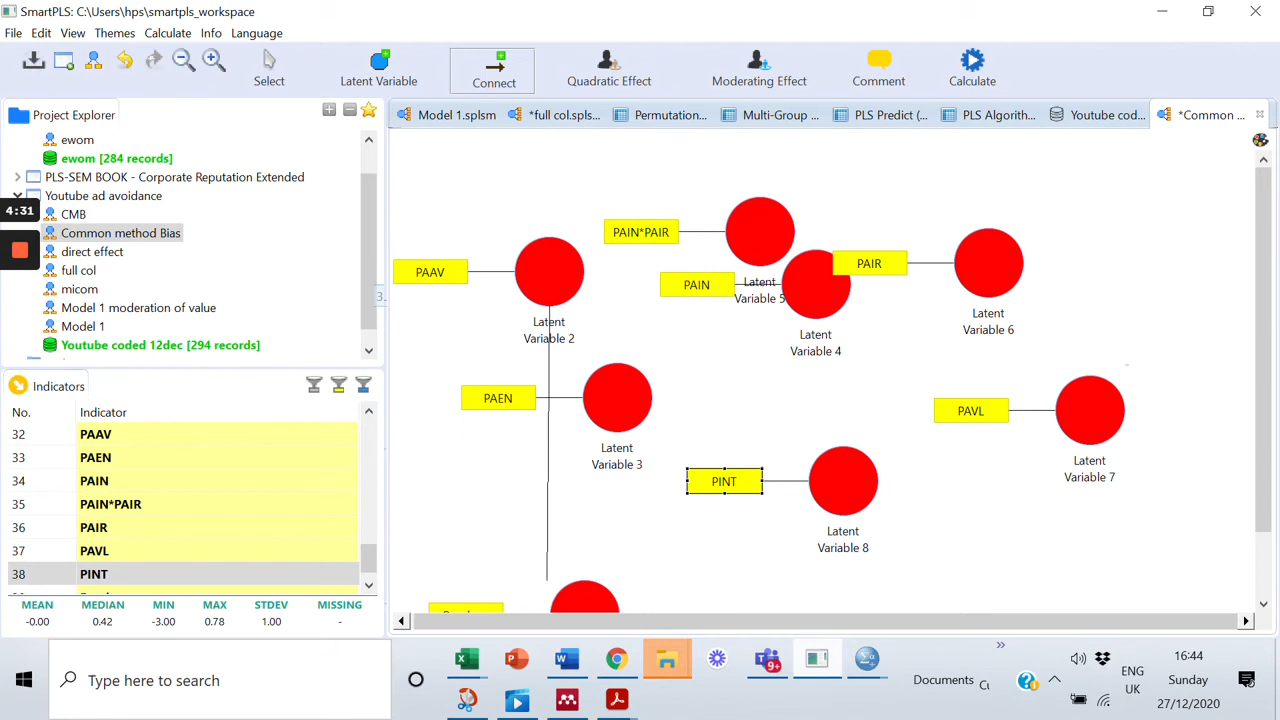 SmartPLS: C:\Users\hps\smartpls_workspace
File Edit View Themes Calculate Info Language
Select
Latent Variable
Connect
Quadratic Effect
Moderating Effect
Comment
Calculate
Project Explorer
Model 1.splsm
*full col.spls...
Permutation...
Multi-Group ...
PLS Predict (...
PLS Algorith...
Youtube cod...
*Common ...
ewom
ewom [284 records]
PLS-SEM BOOK - Corporate Reputation Extended
Youtube ad avoidance
4:31
CMB
Common method Bias
direct effect
full col
micom
Model 1 moderation of value
Model 1
Youtube coded 12dec [294 records]
3.
Indicators
No. Indicator
32 PAAV
33 PAEN
34 PAIN
35 PAIN*PAIR
36 PAIR
37 PAVL
38 PINT
MEAN MEDIAN MIN MAX STDEV MISSING
-0.00 0.42 -3.00 0.78 1.00 -
PAIN*PAIR
PAAV
PAIN
PAIR
Latent
Variable 5
Latent
Variable 2
Latent
Variable 4
Latent
Variable 6
PAEN
Latent
Variable 3
PAVL
Latent
Variable 7
PINT
Latent
Variable 8
Type here to search
9+
Documents
ENG
UK
16:44
Sunday
27/12/2020